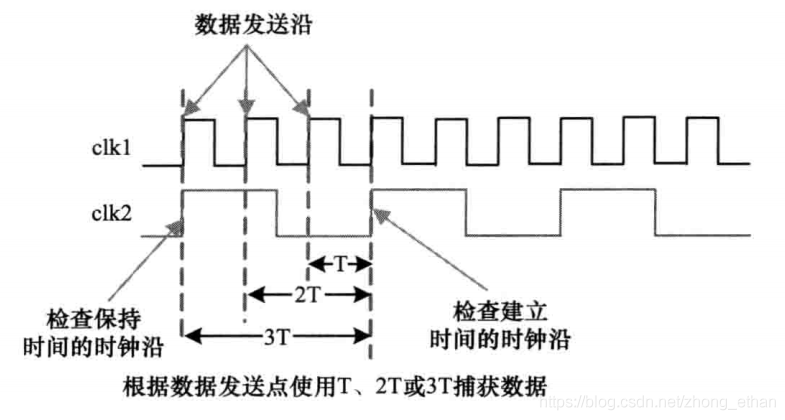 数据发送沿
clk1
clk2
T
2T
3T
检查保持
时间的时钟沿
检查建立
时间的时钟沿
根据数据发送点使用T、2T或3T捕获数据
https://blog.csdn.net/zhong_ethan